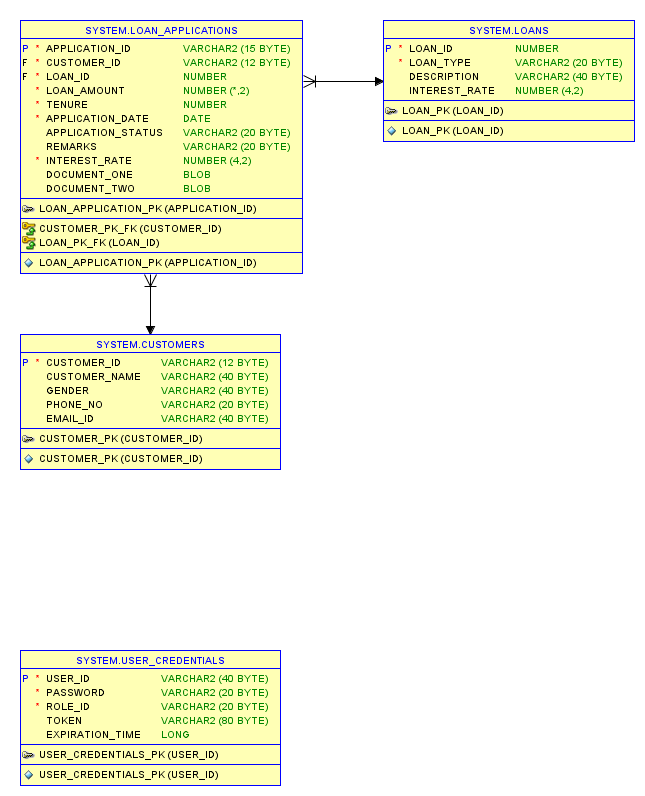 SYSTEM.LOAN_APPLICATIONS
P * APPLICATION_ID VARCHAR2 (15 BYTE)
F * CUSTOMER_ID VARCHAR2 (12 BYTE)
F * LOAN_ID NUMBER
* LOAN_AMOUNT NUMBER (*,2)
* TENURE NUMBER
* APPLICATION_DATE DATE
APPLICATION_STATUS VARCHAR2 (20 BYTE)
REMARKS VARCHAR2 (20 BYTE)
* INTEREST_RATE NUMBER (4,2)
DOCUMENT_ONE BLOB
DOCUMENT_TWO BLOB
LOAN_APPLICATION_PK (APPLICATION_ID)
CUSTOMER_PK_FK (CUSTOMER_ID)
LOAN_PK_FK (LOAN_ID)
LOAN_APPLICATION_PK (APPLICATION_ID)
SYSTEM.LOANS
P * LOAN_ID NUMBER
* LOAN_TYPE VARCHAR2 (20 BYTE)
DESCRIPTION VARCHAR2 (40 BYTE)
INTEREST_RATE NUMBER (4,2)
LOAN_PK (LOAN_ID)
LOAN_PK (LOAN_ID)
SYSTEM.CUSTOMERS
P * CUSTOMER_ID VARCHAR2 (12 BYTE)
CUSTOMER_NAME VARCHAR2 (40 BYTE)
GENDER VARCHAR2 (40 BYTE)
PHONE_NO VARCHAR2 (20 BYTE)
EMAIL_ID VARCHAR2 (40 BYTE)
CUSTOMER_PK (CUSTOMER_ID)
CUSTOMER_PK (CUSTOMER_ID)
SYSTEM.USER_CREDENTIALS
P * USER_ID VARCHAR2 (40 BYTE)
* PASSWORD VARCHAR2 (20 BYTE)
* ROLE_ID VARCHAR2 (20 BYTE)
TOKEN VARCHAR2 (80 BYTE)
EXPIRATION_TIME LONG
USER_CREDENTIALS_PK (USER_ID)
USER_CREDENTIALS_PK (USER_ID)